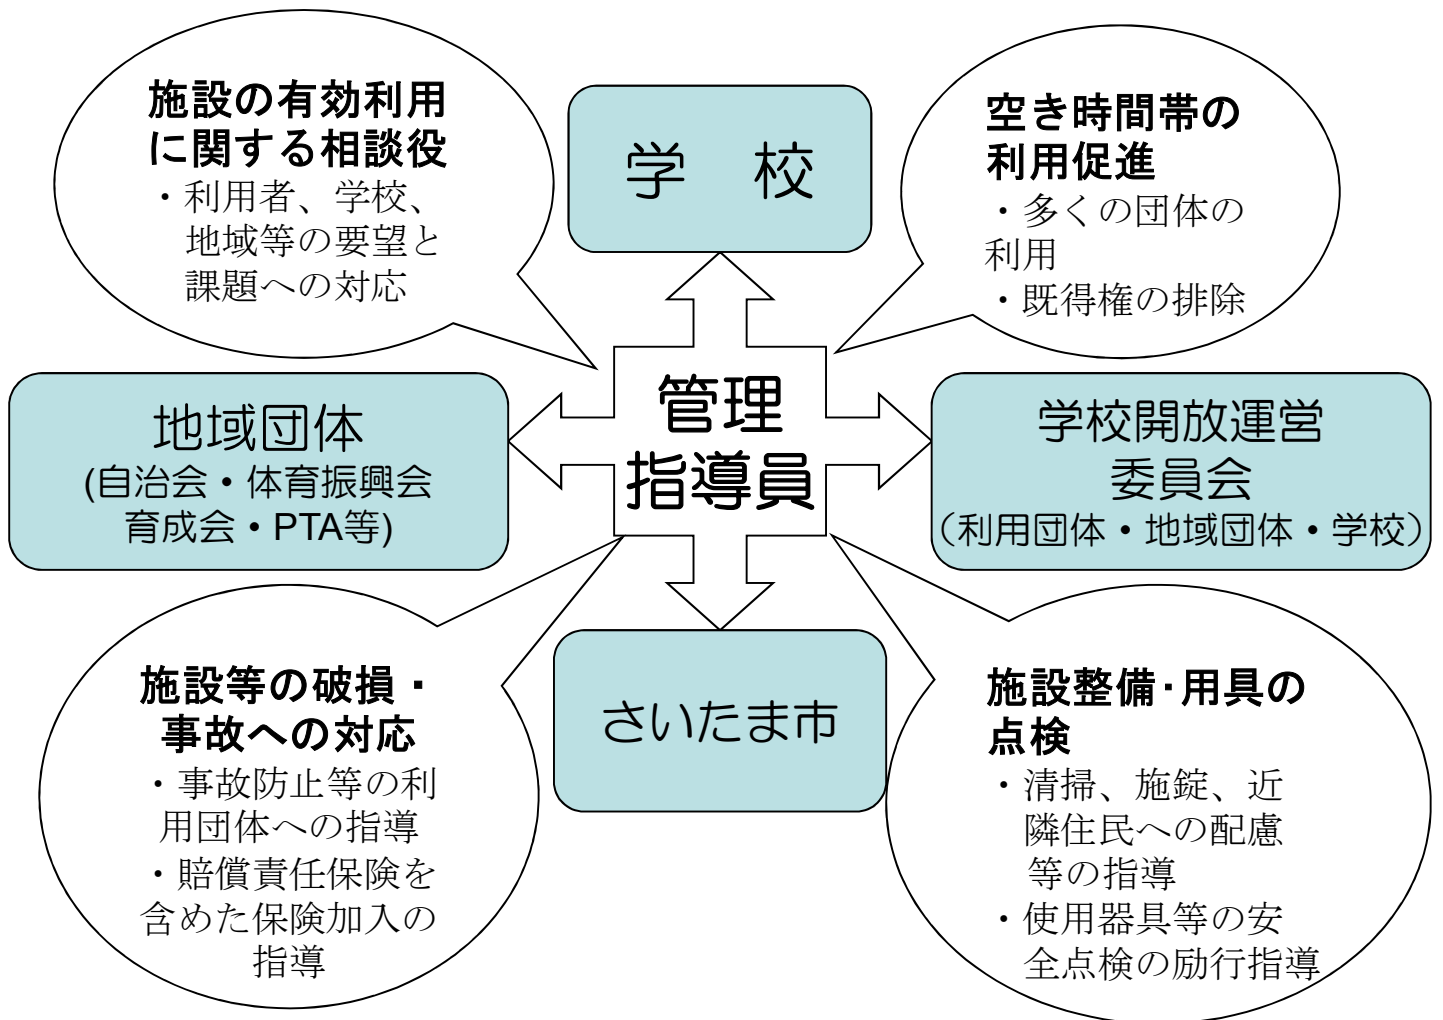 施設の有効利用
に関する相談役
・利用者、学校、
地域等の要望と
課題への対応
学　校
空き時間帯の
利用促進
・多くの団体の
利用
・既得権の排除
地域団体
(自治会・体育振興会
育成会・PTA等)
管理
指導員
学校開放運営
委員会
（利用団体・地域団体・学校）
施設等の破損・
事故への対応
・事故防止等の利
用団体への指導
・賠償責任保険を
含めた保険加入の
指導
さいたま市
施設整備・用具の
点検
・清掃、施錠、近
隣住民への配慮
等の指導
・使用器具等の安
全点検の励行指導